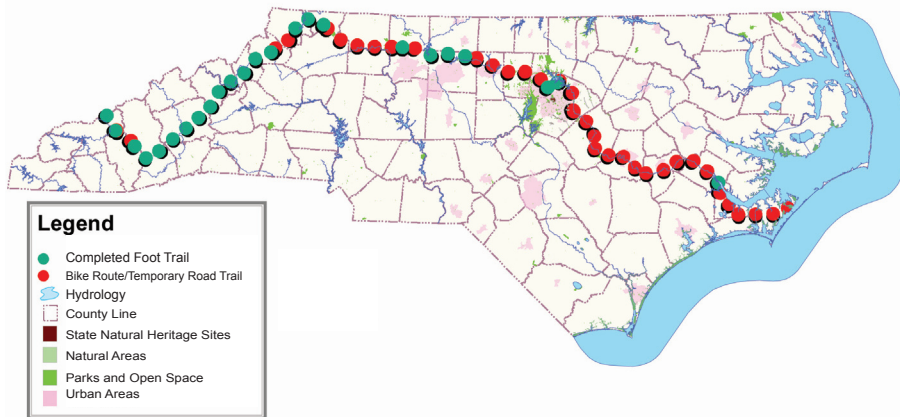 Legend
Completed Foot Trail
Bike Route/Temporary Road Trail
Hydrology
County Line
State Natural Heritage Sites
Natural Areas
Parks and Open Space
Urban Areas